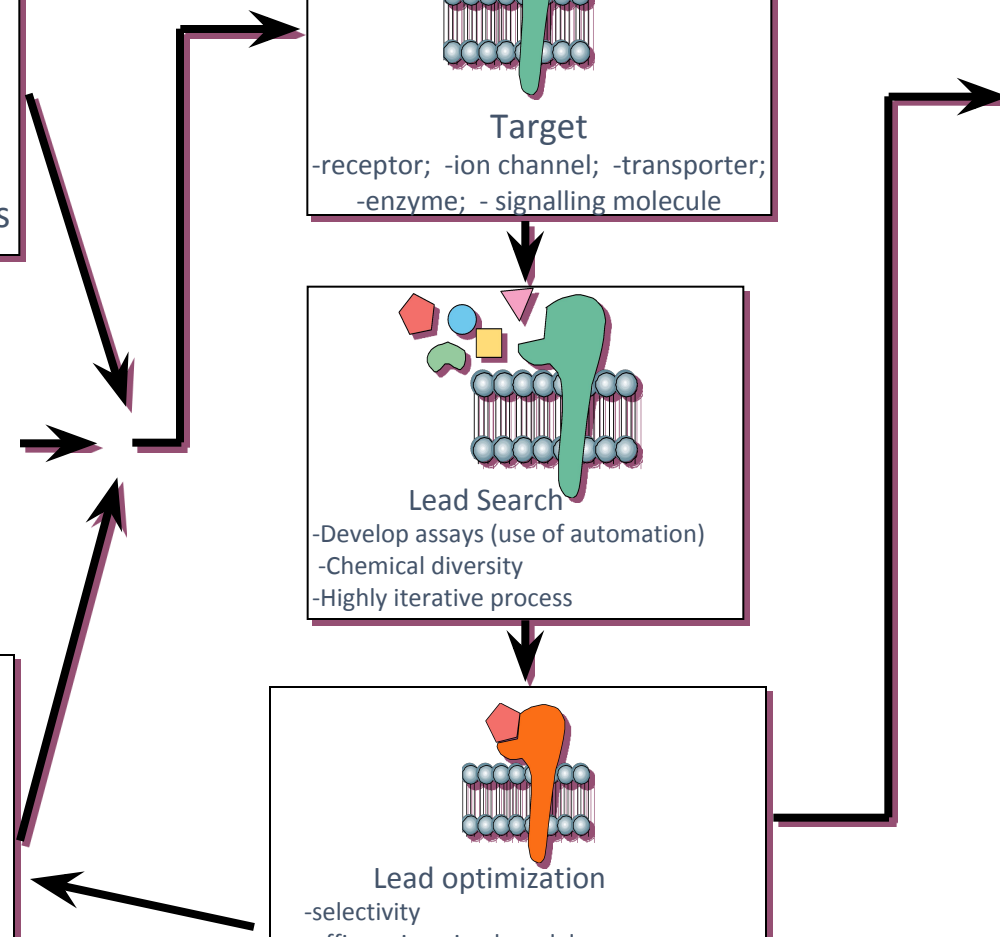 s
Target
-receptor; -ion channel; -transporter;
-enzyme; - signalling molecule
Lead Search
-Develop assays (use of automation)
-Chemical diversity
-Highly iterative process
Lead optimization
-selectivity